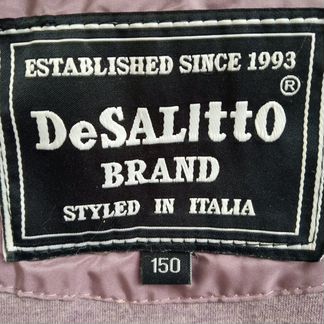 ESTABLISHED SINCE 1993
DeSALIttO®
BRAND
STYLED IN ITALIA
150